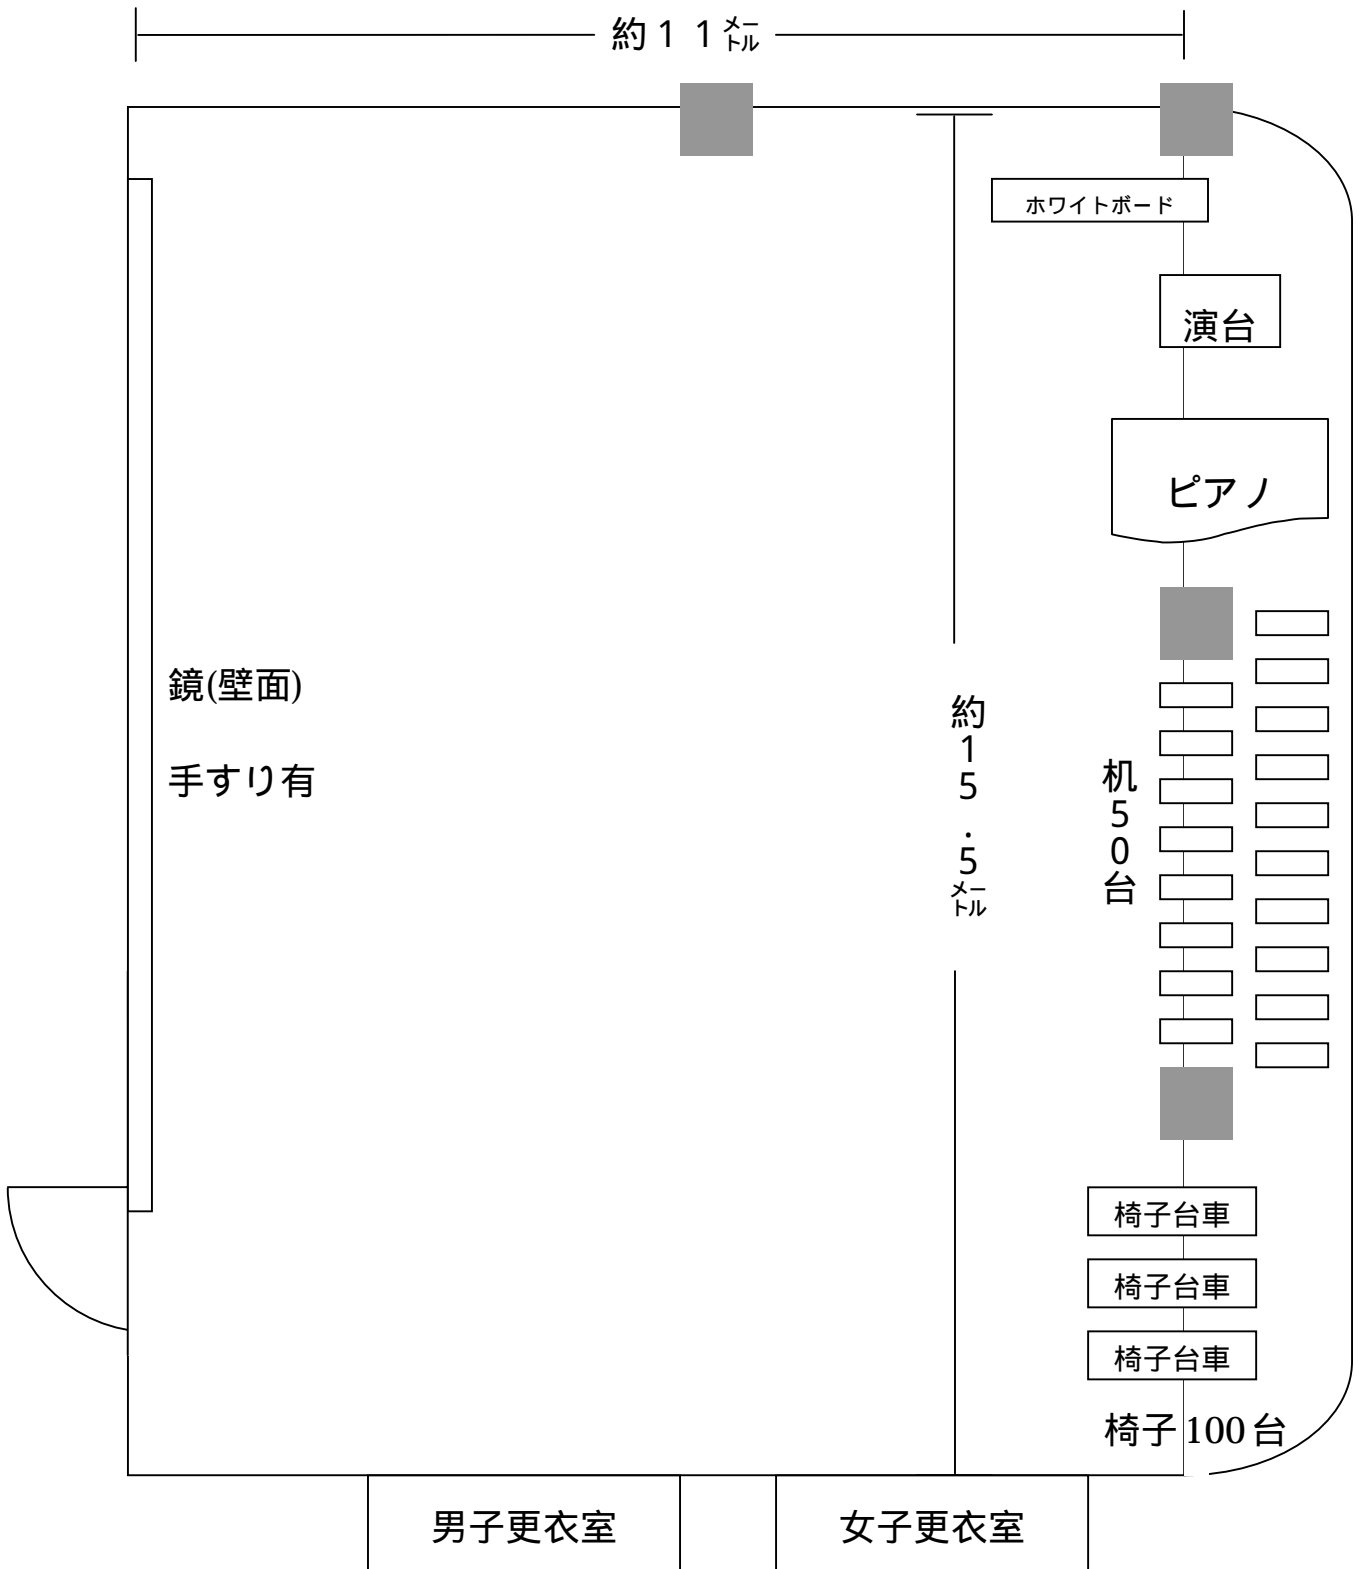 約11㍍
ホワイトボード
演台
ピアノ
鏡(壁面)
手すり有
約15.5㍍
机50台
椅子台車
椅子台車
椅子台車
椅子100台
男子更衣室
女子更衣室